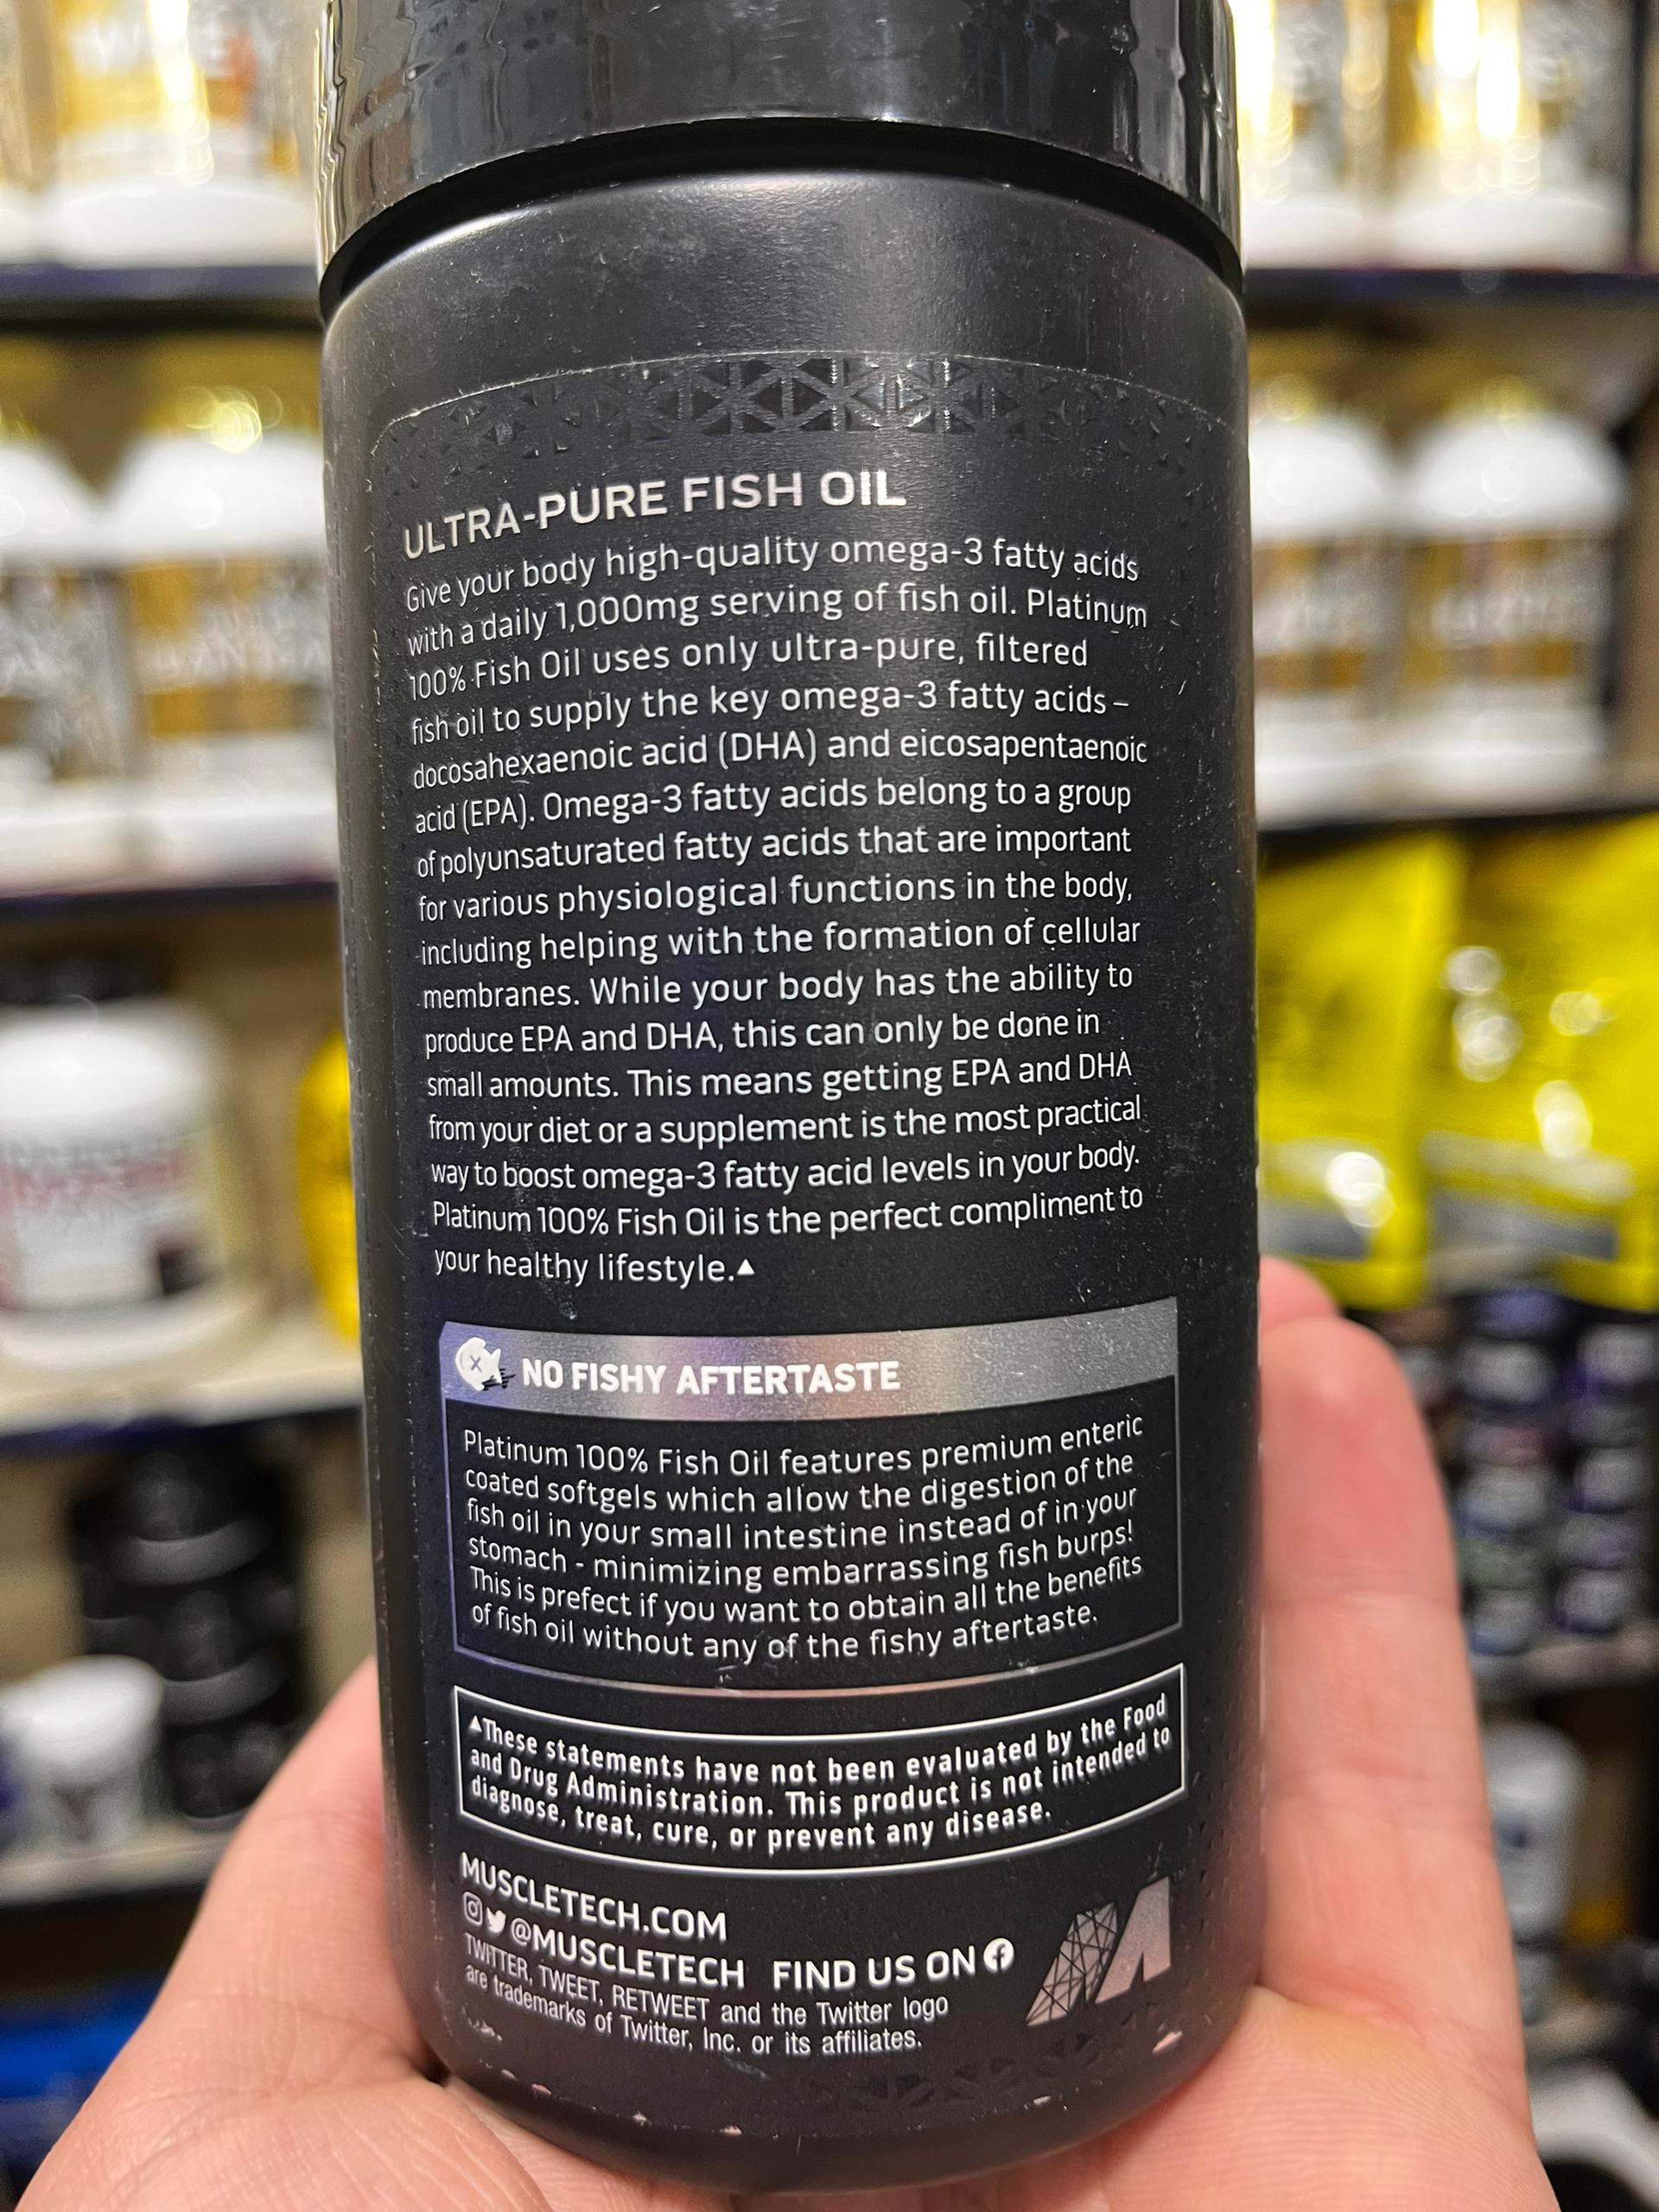 ULTRA-PURE FISH OIL
Give your body high-quality omega-3 fatty acids
with a daily 1,000mg serving of fish oil. Platinum
100% Fish Oil uses only ultra-pure, filtered
fish oil to supply the key omega-3 fatty acids –
docosahexaenoic acid (DHA) and eicosapentaenoic
acid (EPA). Omega-3 fatty acids belong to a group
of polyunsaturated fatty acids that are important
for various physiological functions in the body,
including helping with the formation of cellular
membranes. While your body has the ability to
produce EPA and DHA, this can only be done in
small amounts. This means getting EPA and DHA
from your diet or a supplement is the most practical
way to boost omega-3 fatty acid levels in your body.
Platinum 100% Fish Oil is the perfect compliment to
your healthy lifestyle.▲
NO FISHY AFTERTASTE
Platinum 100% Fish Oil features premium enteric
coated softgels which allow the digestion of the
fish oil in your small intestine instead of in your
stomach - minimizing embarrassing fish burps!
This is prefect if you want to obtain all the benefits
of fish oil without any of the fishy aftertaste.
▲These statements have not been evaluated by the Food
and Drug Administration. This product is not intended to
diagnose, treat, cure, or prevent any disease.
MUSCLETECH.COM
@MUSCLETECH FIND US ON
TWITTER, TWEET, RETWEET and the Twitter logo
are trademarks of Twitter, Inc. or its affiliates.